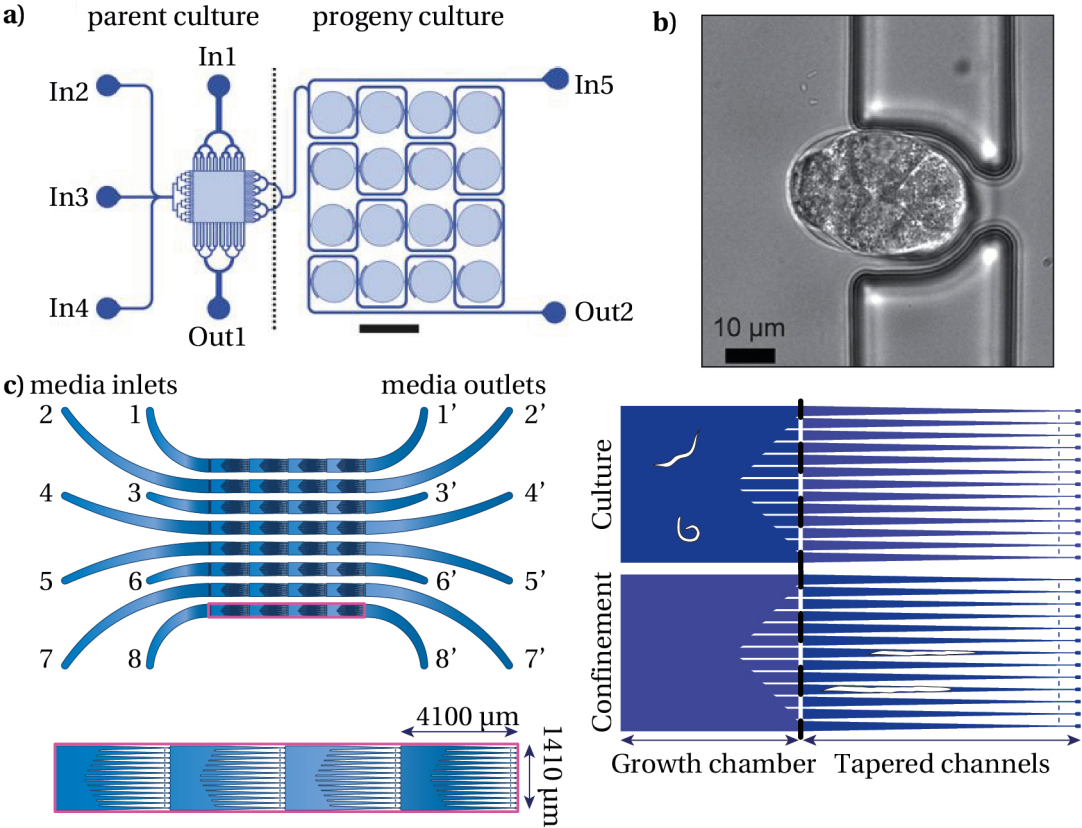 a)
parent culture
progeny culture
In1
In2
In3
In4
Out1
In5
Out2
b)
10 µm
c)
media inlets
media outlets
2
1
1’
2’
4
3
3’
4’
5
6
6’
5’
7
8
8’
7’
4100 µm
1410 µm
Culture
Confinement
Growth chamber
Tapered channels